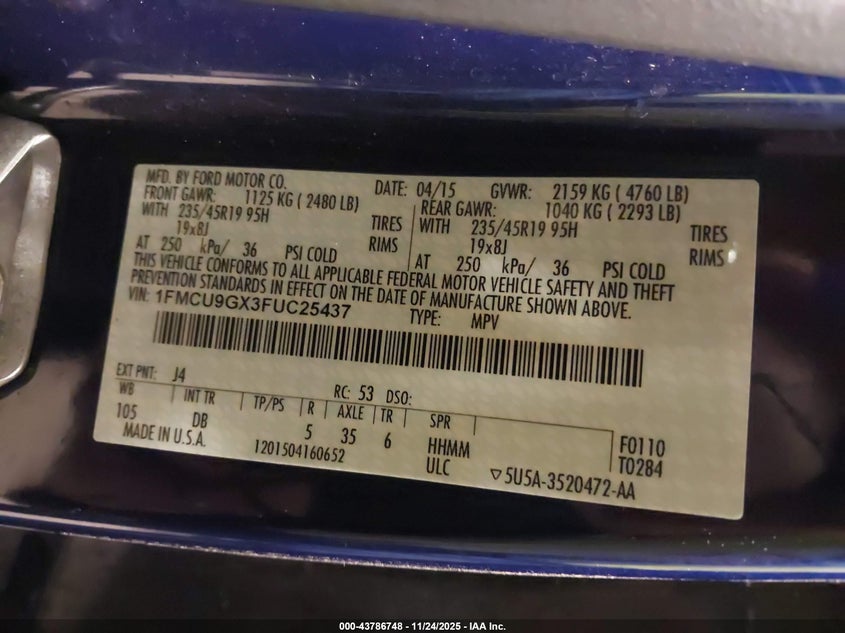 MFD. BY FORD MOTOR CO. DATE: 04/15 GVWR: 2159 KG ( 4760 LB)
FRONT GAWR: 1125 KG ( 2480 LB) REAR GAWR: 1040 KG ( 2293 LB)
WITH 235/45R19 95H TIRES WITH 235/45R19 95H TIRES
19x8J RIMS 19x8J RIMS
AT 250 kPa/ 36 PSI COLD AT 250 kPa/ 36 PSI COLD
THIS VEHICLE CONFORMS TO ALL APPLICABLE FEDERAL MOTOR VEHICLE SAFETY AND THEFT
PREVENTION STANDARDS IN EFFECT ON THE DATE OF MANUFACTURE SHOWN ABOVE.
VIN: 1FMCU9GX3FUC25437 TYPE: MPV
EXT PNT: J4 RC: 53 DSO:
WB INT TR TP/PS R AXLE TR SPR
105 DB 5 35 6 HHMM F0110
MADE IN U.S.A. 1201504160652 ULC T0284
▽5U5A-3520472-AA
000-43786748 - 11/24/2025 - IAA Inc.